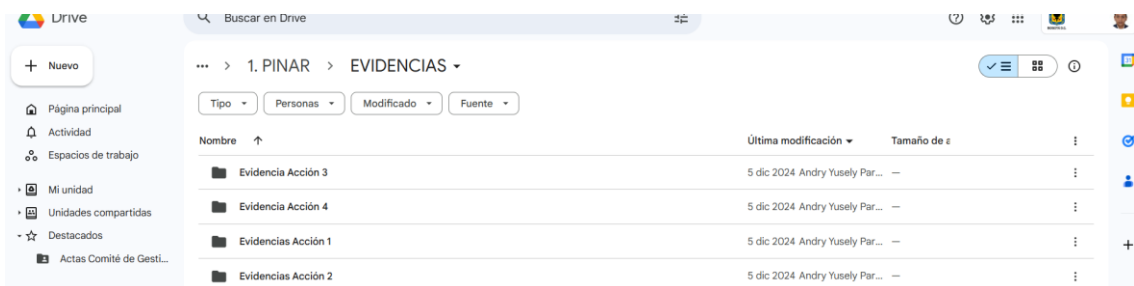 Drive
Buscar en Drive
Nuevo
1. PINAR > EVIDENCIAS
Tipo
Personas
Modificado
Fuente
Página principal
Actividad
Espacios de trabajo
Mi unidad
Unidades compartidas
Destacados
Actas Comité de Gesti...
Nombre
Última modificación
Tamaño de
Evidencia Acción 3
5 dic 2024 Andry Yusely Par... —
Evidencia Acción 4
5 dic 2024 Andry Yusely Par... —
Evidencias Acción 1
5 dic 2024 Andry Yusely Par... —
Evidencias Acción 2
5 dic 2024 Andry Yusely Par... —